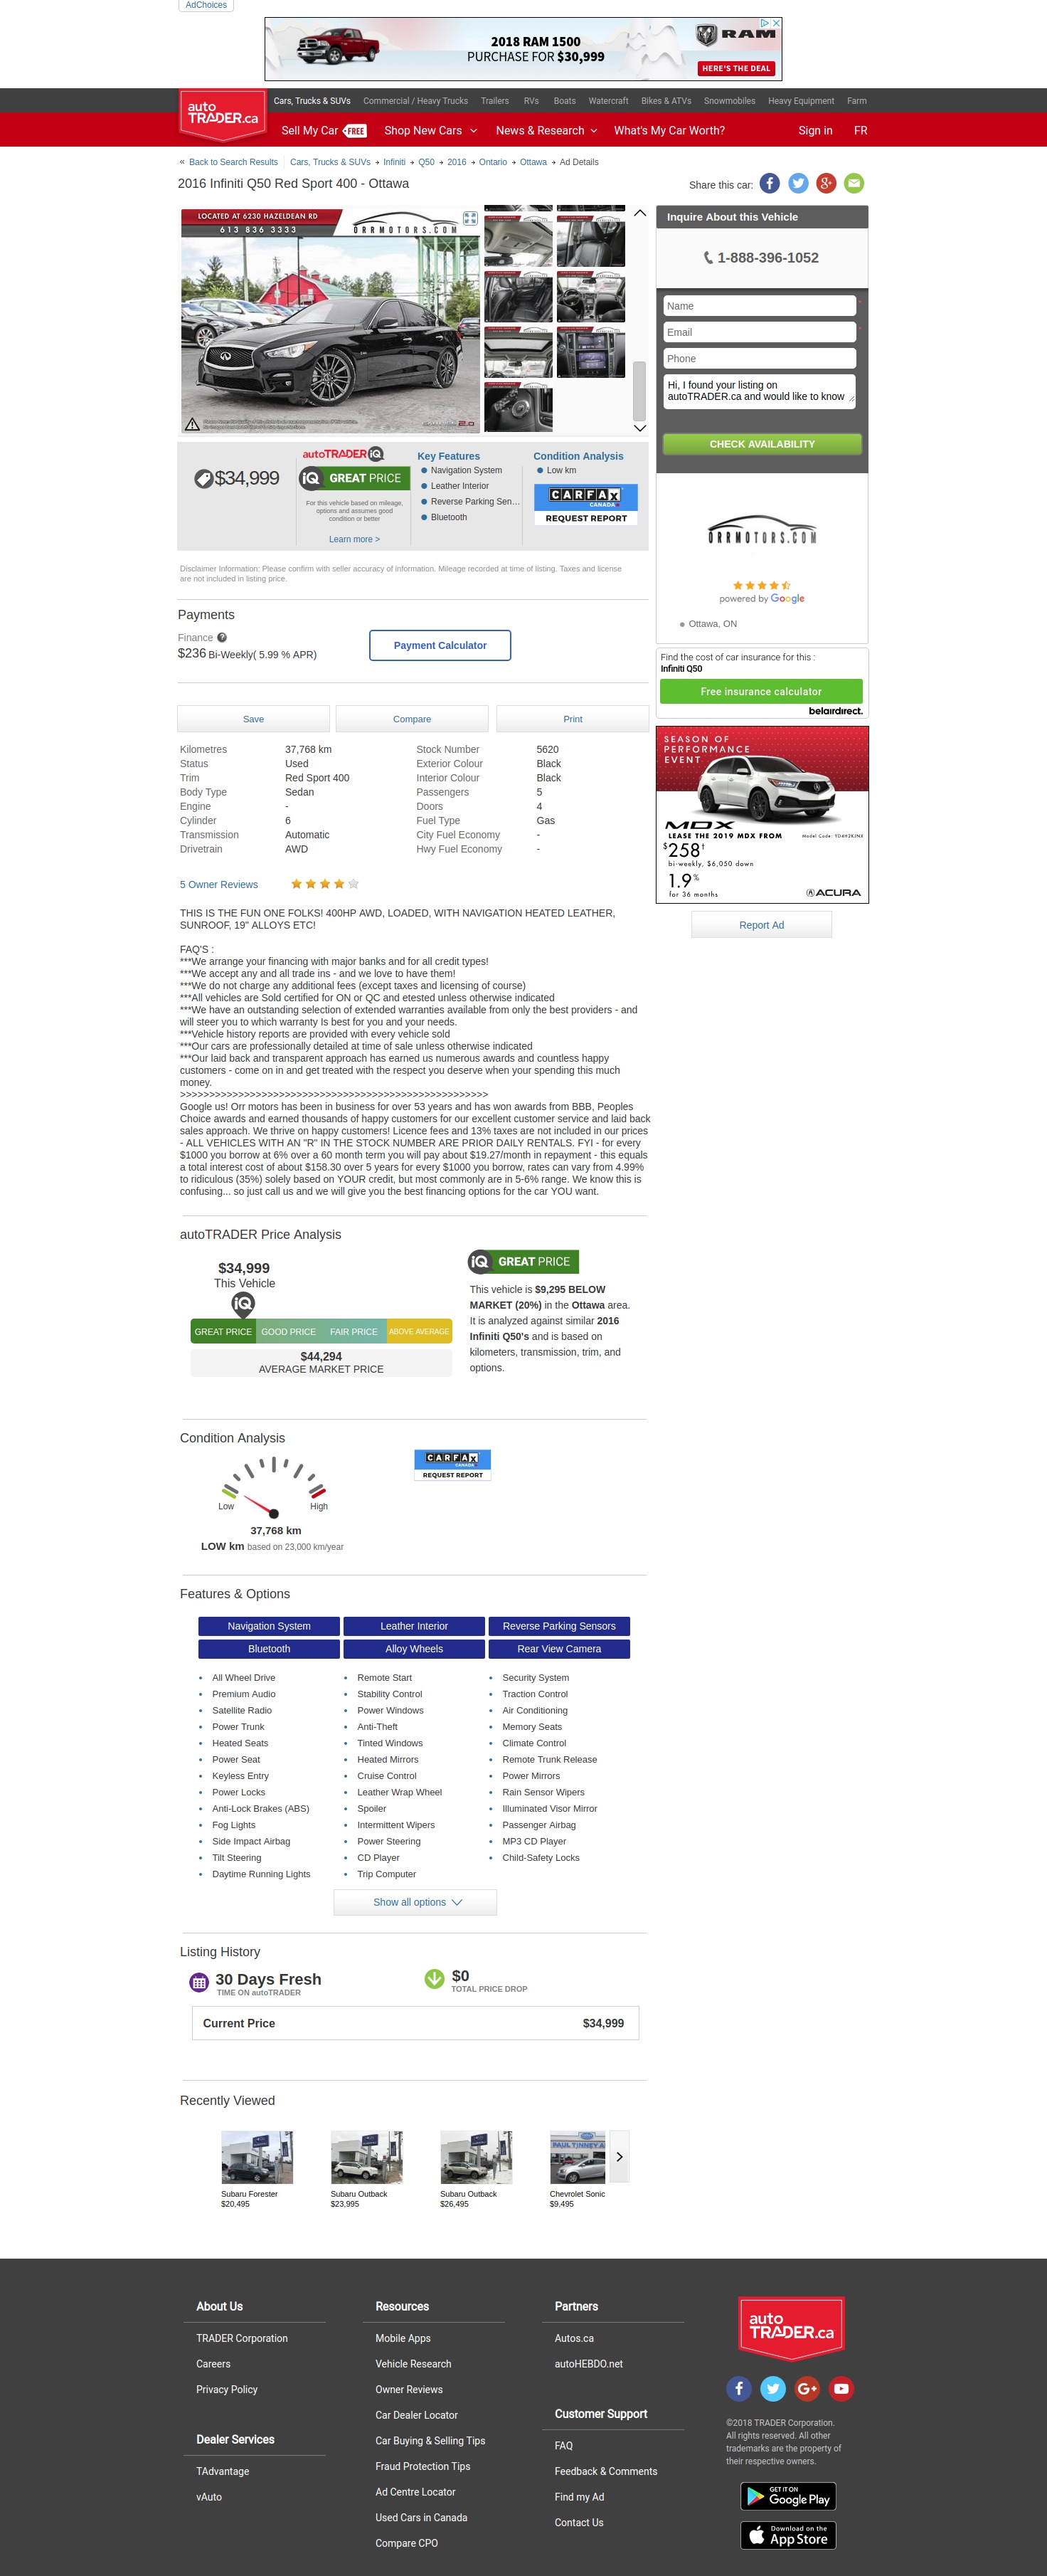 AdChoices
2018 RAM 1500
PURCHASE FOR $30,999
RAM
HERE'S THE DEAL
auto
TRADER.ca
Cars, Trucks & SUVs Commercial / Heavy Trucks Trailers RVs Boats Watercraft Bikes & ATVs Snowmobiles Heavy Equipment Farm
Sell My Car FREE Shop New Cars News & Research What's My Car Worth? Sign in FR
« Back to Search Results Cars, Trucks & SUVs Infiniti Q50 2016 Ontario Ottawa Ad Details
2016 Infiniti Q50 Red Sport 400 - Ottawa
Share this car:
LOCATED AT 6230 HAZELDEAN RD
613 836 3333
ORRMOTORS.COM
Inquire About this Vehicle
1-888-396-1052
Name
Email
Phone
Hi, I found your listing on
autoTRADER.ca and would like to know
CHECK AVAILABILITY
$34,999
autoTRADER iQ
iQ GREAT PRICE
For this vehicle based on mileage,
options and assumes good
condition or better
Learn more >
Key Features
Navigation System
Leather Interior
Reverse Parking Sen…
Bluetooth
Condition Analysis
Low km
CARFAX
CANADA
REQUEST REPORT
ORRMOTORS.COM
powered by Google
Ottawa, ON
Disclaimer Information: Please confirm with seller accuracy of information. Mileage recorded at time of listing. Taxes and license
are not included in listing price.
Payments
Finance ?
$236 Bi-Weekly( 5.99 % APR)
Payment Calculator
Find the cost of car insurance for this :
Infiniti Q50
Free insurance calculator
belairdirect.
Save Compare Print
Kilometres 37,768 km Stock Number 5620
Status Used Exterior Colour Black
Trim Red Sport 400 Interior Colour Black
Body Type Sedan Passengers 5
Engine - Doors 4
Cylinder 6 Fuel Type Gas
Transmission Automatic City Fuel Economy -
Drivetrain AWD Hwy Fuel Economy -
SEASON OF
PERFORMANCE
EVENT
MDX
LEASE THE 2019 MDX FROM
Model Code: YD4H2KJNX
$258†
bi-weekly, $6,050 down
1.9%
for 36 months
ACURA
Report Ad
5 Owner Reviews
THIS IS THE FUN ONE FOLKS! 400HP AWD, LOADED, WITH NAVIGATION HEATED LEATHER,
SUNROOF, 19" ALLOYS ETC!
FAQ'S :
***We arrange your financing with major banks and for all credit types!
***We accept any and all trade ins - and we love to have them!
***We do not charge any additional fees (except taxes and licensing of course)
***All vehicles are Sold certified for ON or QC and etested unless otherwise indicated
***We have an outstanding selection of extended warranties available from only the best providers - and
will steer you to which warranty Is best for you and your needs.
***Vehicle history reports are provided with every vehicle sold
***Our cars are professionally detailed at time of sale unless otherwise indicated
***Our laid back and transparent approach has earned us numerous awards and countless happy
customers - come on in and get treated with the respect you deserve when your spending this much
money.
>>>>>>>>>>>>>>>>>>>>>>>>>>>>>>>>>>>>>>>>>>>>>>>>>>>>>
Google us! Orr motors has been in business for over 53 years and has won awards from BBB, Peoples
Choice awards and earned thousands of happy customers for our excellent customer service and laid back
sales approach. We thrive on happy customers! Licence fees and 13% taxes are not included in our prices
- ALL VEHICLES WITH AN "R" IN THE STOCK NUMBER ARE PRIOR DAILY RENTALS. FYI - for every
$1000 you borrow at 6% over a 60 month term you will pay about $19.27/month in repayment - this equals
a total interest cost of about $158.30 over 5 years for every $1000 you borrow, rates can vary from 4.99%
to ridiculous (35%) solely based on YOUR credit, but most commonly are in 5-6% range. We know this is
confusing... so just call us and we will give you the best financing options for the car YOU want.
autoTRADER Price Analysis
$34,999
This Vehicle
iQ
GREAT PRICE GOOD PRICE FAIR PRICE ABOVE AVERAGE
$44,294
AVERAGE MARKET PRICE
iQ GREAT PRICE
This vehicle is $9,295 BELOW
MARKET (20%) in the Ottawa area.
It is analyzed against similar 2016
Infiniti Q50's and is based on
kilometers, transmission, trim, and
options.
Condition Analysis
Low High
37,768 km
LOW km based on 23,000 km/year
CARFAX
CANADA
REQUEST REPORT
Features & Options
Navigation System Leather Interior Reverse Parking Sensors
Bluetooth Alloy Wheels Rear View Camera
All Wheel Drive Remote Start Security System
Premium Audio Stability Control Traction Control
Satellite Radio Power Windows Air Conditioning
Power Trunk Anti-Theft Memory Seats
Heated Seats Tinted Windows Climate Control
Power Seat Heated Mirrors Remote Trunk Release
Keyless Entry Cruise Control Power Mirrors
Power Locks Leather Wrap Wheel Rain Sensor Wipers
Anti-Lock Brakes (ABS) Spoiler Illuminated Visor Mirror
Fog Lights Intermittent Wipers Passenger Airbag
Side Impact Airbag Power Steering MP3 CD Player
Tilt Steering CD Player Child-Safety Locks
Daytime Running Lights Trip Computer
Show all options
Listing History
30 Days Fresh
TIME ON autoTRADER
$0
TOTAL PRICE DROP
Current Price $34,999
Recently Viewed
PAUL TINNEY A
Subaru Forester Subaru Outback Subaru Outback Chevrolet Sonic
$20,495 $23,995 $26,495 $9,495
About Us
TRADER Corporation
Careers
Privacy Policy
Dealer Services
TAdvantage
vAuto
Resources
Mobile Apps
Vehicle Research
Owner Reviews
Car Dealer Locator
Car Buying & Selling Tips
Fraud Protection Tips
Ad Centre Locator
Used Cars in Canada
Compare CPO
Partners
Autos.ca
autoHEBDO.net
Customer Support
FAQ
Feedback & Comments
Find my Ad
Contact Us
auto
TRADER.ca
©2018 TRADER Corporation.
All rights reserved. All other
trademarks are the property of
their respective owners.
GET IT ON
Google Play
Download on the
App Store